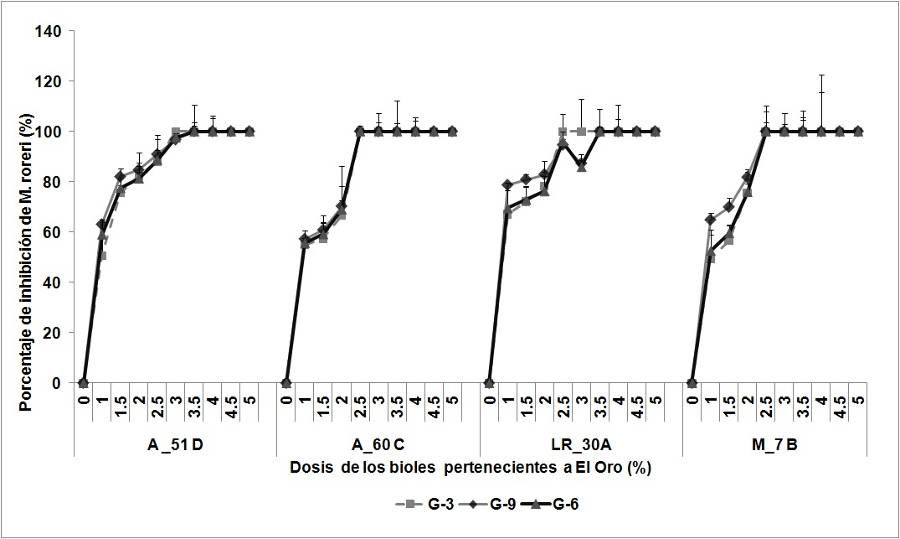 Porcentaje de inhibición de M. roreri (%)
140
120
100
80
60
40
20
0
0 1 1.5 2 2.5 3 3.5 4 4.5 5 0 1 1.5 2 2.5 3 3.5 4 4.5 5 0 1 1.5 2 2.5 3 3.5 4 4.5 5 0 1 1.5 2 2.5 3 3.5 4 4.5 5
A_51D A_60C LR_30A M_7B
Dosis de los bioles pertenecientes a El Oro (%)
G-3 G-9 G-6